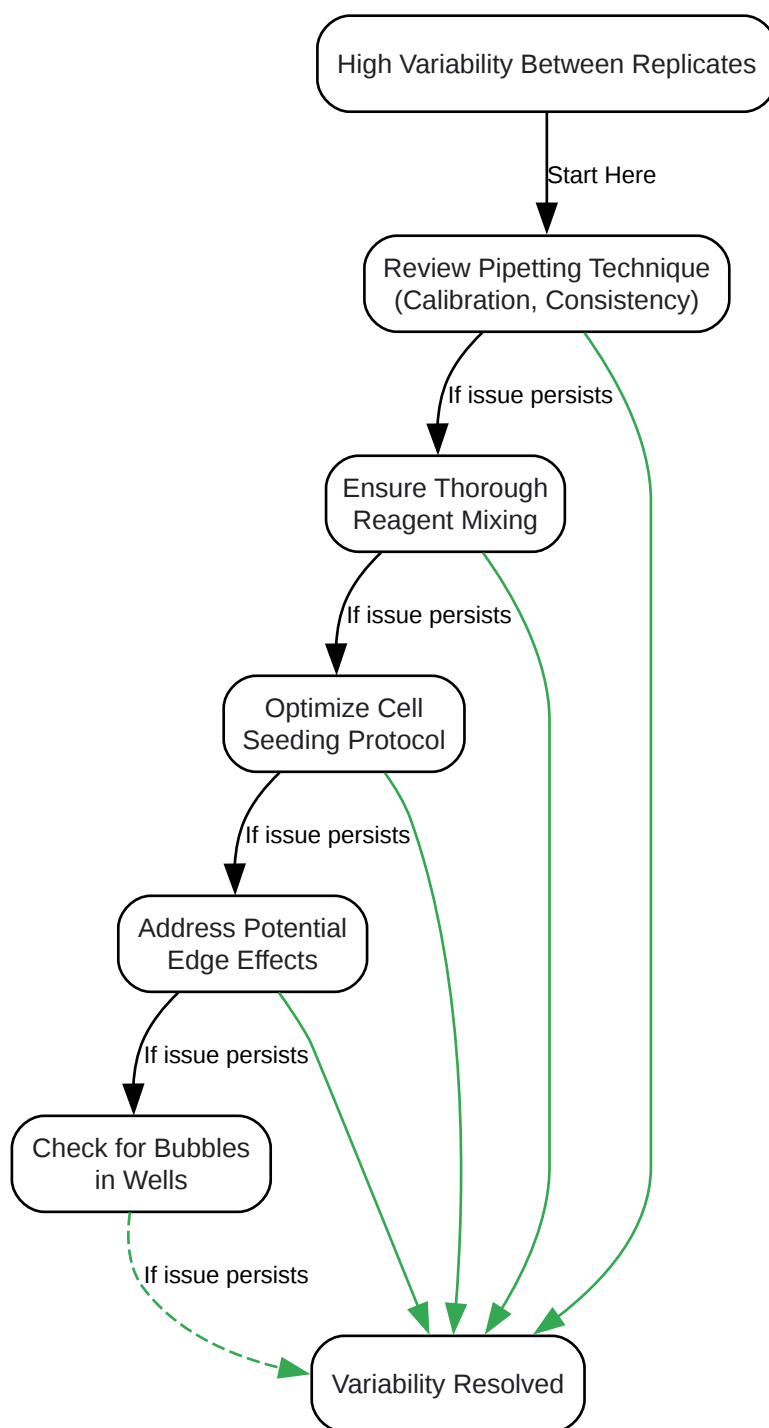 High Variability Between Replicates
Start Here
Review Pipetting Technique
(Calibration, Consistency)
If issue persists
Ensure Thorough
Reagent Mixing
If issue persists
Optimize Cell
Seeding Protocol
If issue persists
Address Potential
Edge Effects
If issue persists
Check for Bubbles
in Wells
If issue persists
Variability Resolved